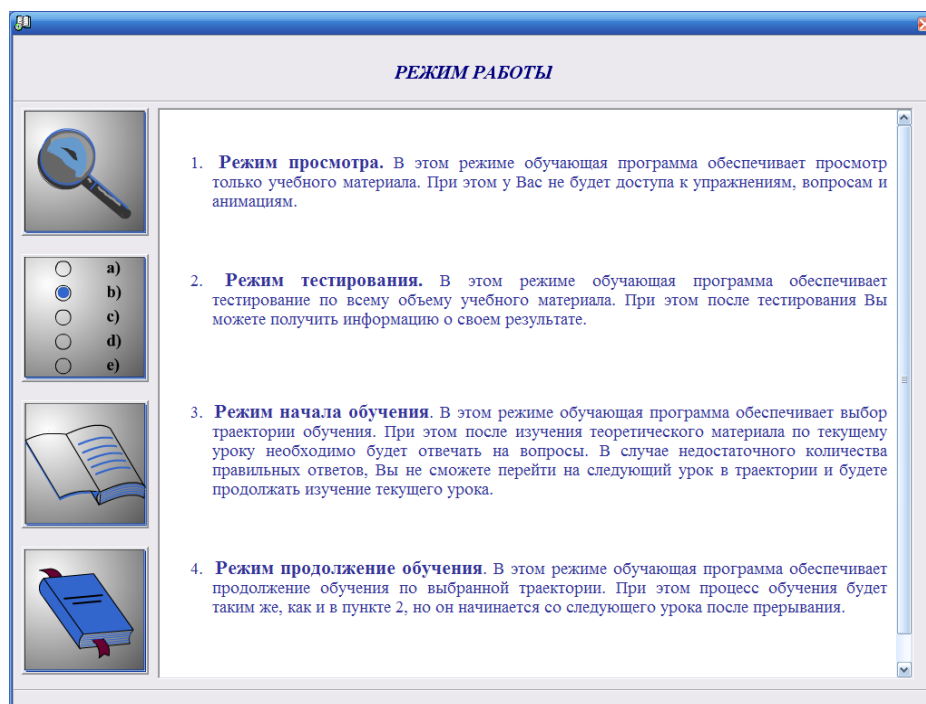 РЕЖИМ РАБОТЫ
a)
b)
c)
d)
e)
1. Режим просмотра. В этом режиме обучающая программа обеспечивает просмотр
только учебного материала. При этом у Вас не будет доступа к упражнениям, вопросам и
анимациям.
2. Режим тестирования. В этом режиме обучающая программа обеспечивает
тестирование по всему объему учебного материала. При этом после тестирования Вы
можете получить информацию о своем результате.
3. Режим начала обучения. В этом режиме обучающая программа обеспечивает выбор
траектории обучения. При этом после изучения теоретического материала по текущему
уроку необходимо будет отвечать на вопросы. В случае недостаточного количества
правильных ответов, Вы не сможете перейти на следующий урок в траектории и будете
продолжать изучение текущего урока.
4. Режим продолжение обучения. В этом режиме обучающая программа обеспечивает
продолжение обучения по выбранной траектории. При этом процесс обучения будет
таким же, как и в пункте 2, но он начинается со следующего урока после прерывания.